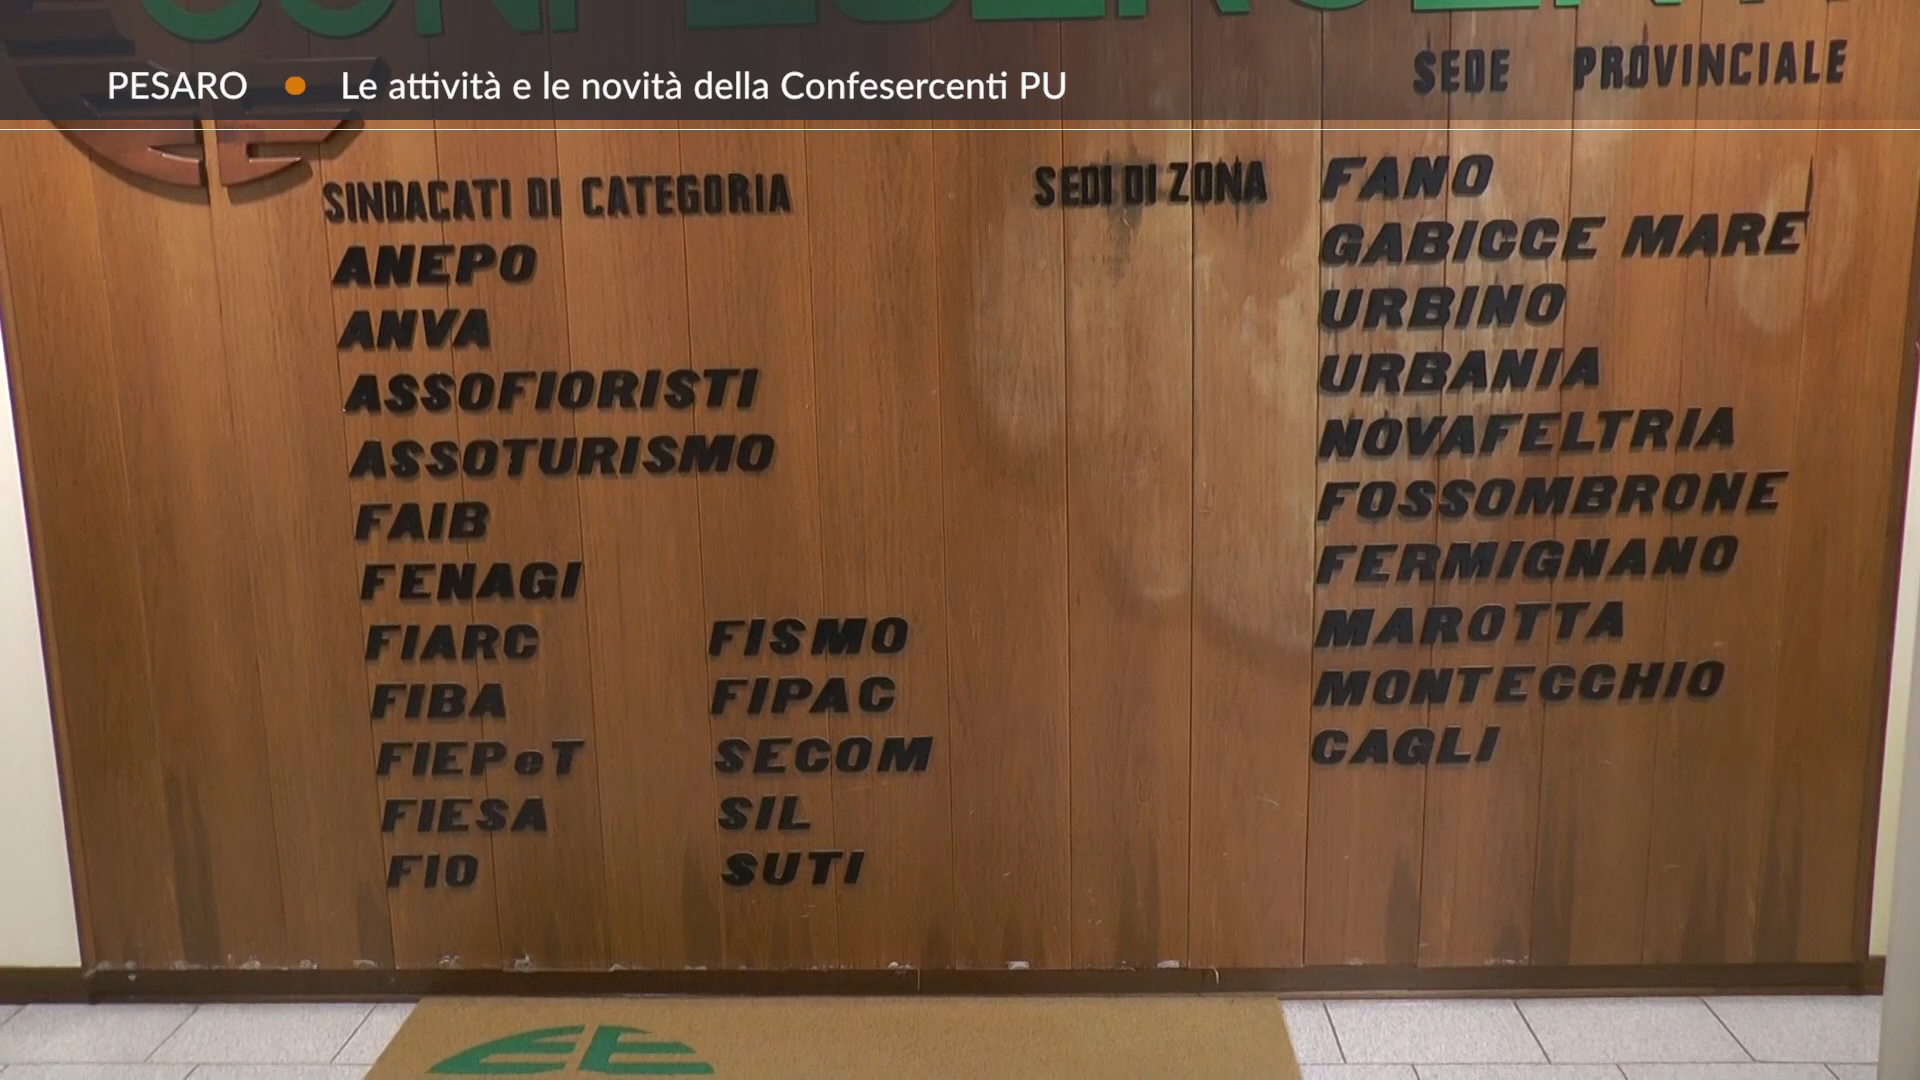 PESARO • Le attività e le novità della Confesercenti PU
SEDE PROVINCIALE
SINDACATI DI CATEGORIA
ANEPO
ANVA
ASSOFIORISTI
ASSOTURISMO
FAIB
FENAGI
FIARC
FIBA
FIEPeT
FIESA
FIO
FISMO
FIPAC
SECOM
SIL
SUTI
SEDI DI ZONA
FANO
GABICCE MARE
URBINO
URBANIA
NOVAFELTRIA
FOSSOMBRONE
FERMIGNANO
MAROTTA
MONTECCHIO
CAGLI